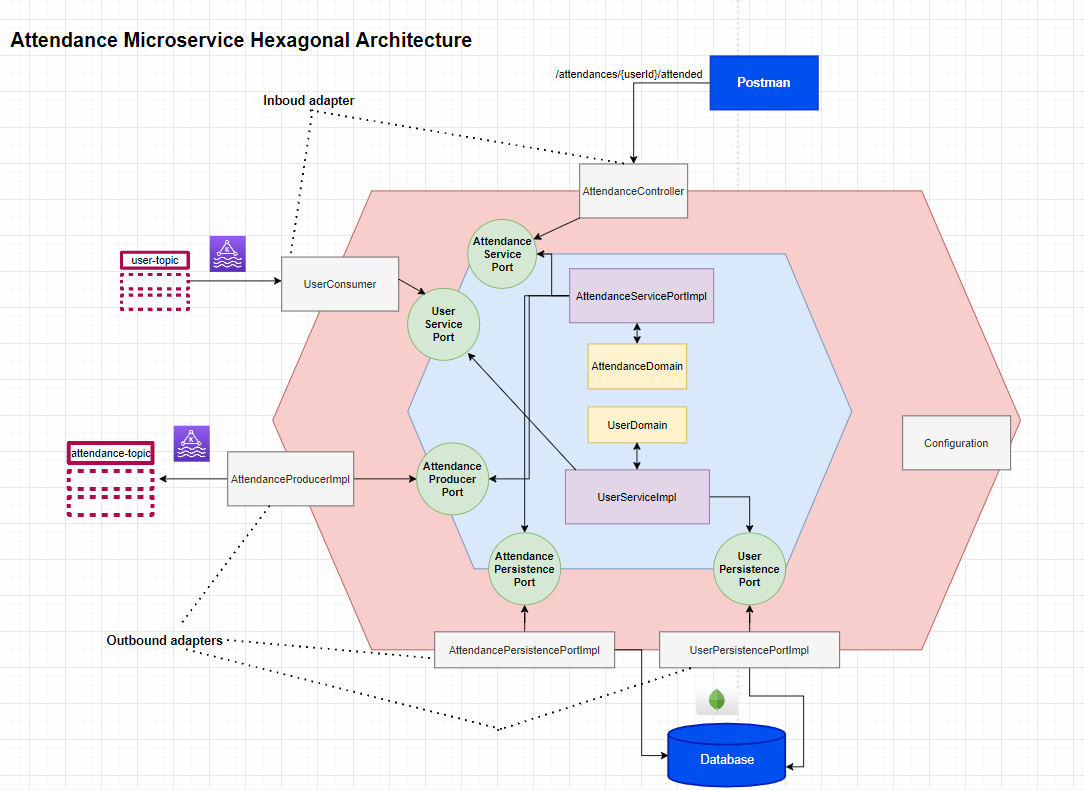 Attendance Microservice Hexagonal Architecture
/attendances/{userId}/attended
Postman
Inboud adapter
AttendanceController
Attendance
Service
Port
user-topic
K
UserConsumer
AttendanceServicePortImpl
User
Service
Port
AttendanceDomain
UserDomain
Configuration
attendance-topic
K
AttendanceProducerImpl
Attendance
Producer
Port
UserServiceImpl
Attendance
Persistence
Port
User
Persistence
Port
Outbound adapters
AttendancePersistencePortImpl
UserPersistencePortImpl
Database